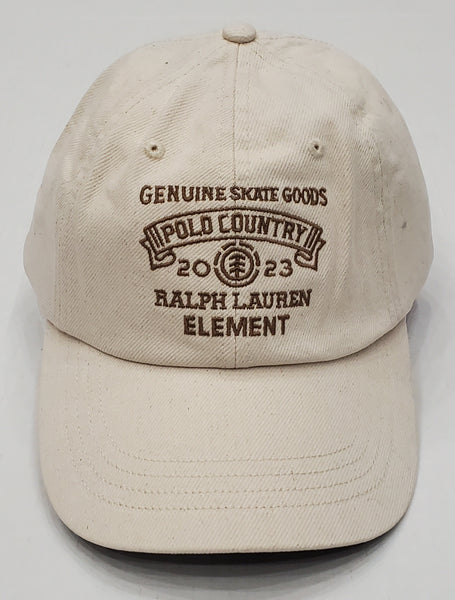 GENUINE SKATE GOODS
POLO COUNTRY
20 23
RALPH LAUREN
ELEMENT